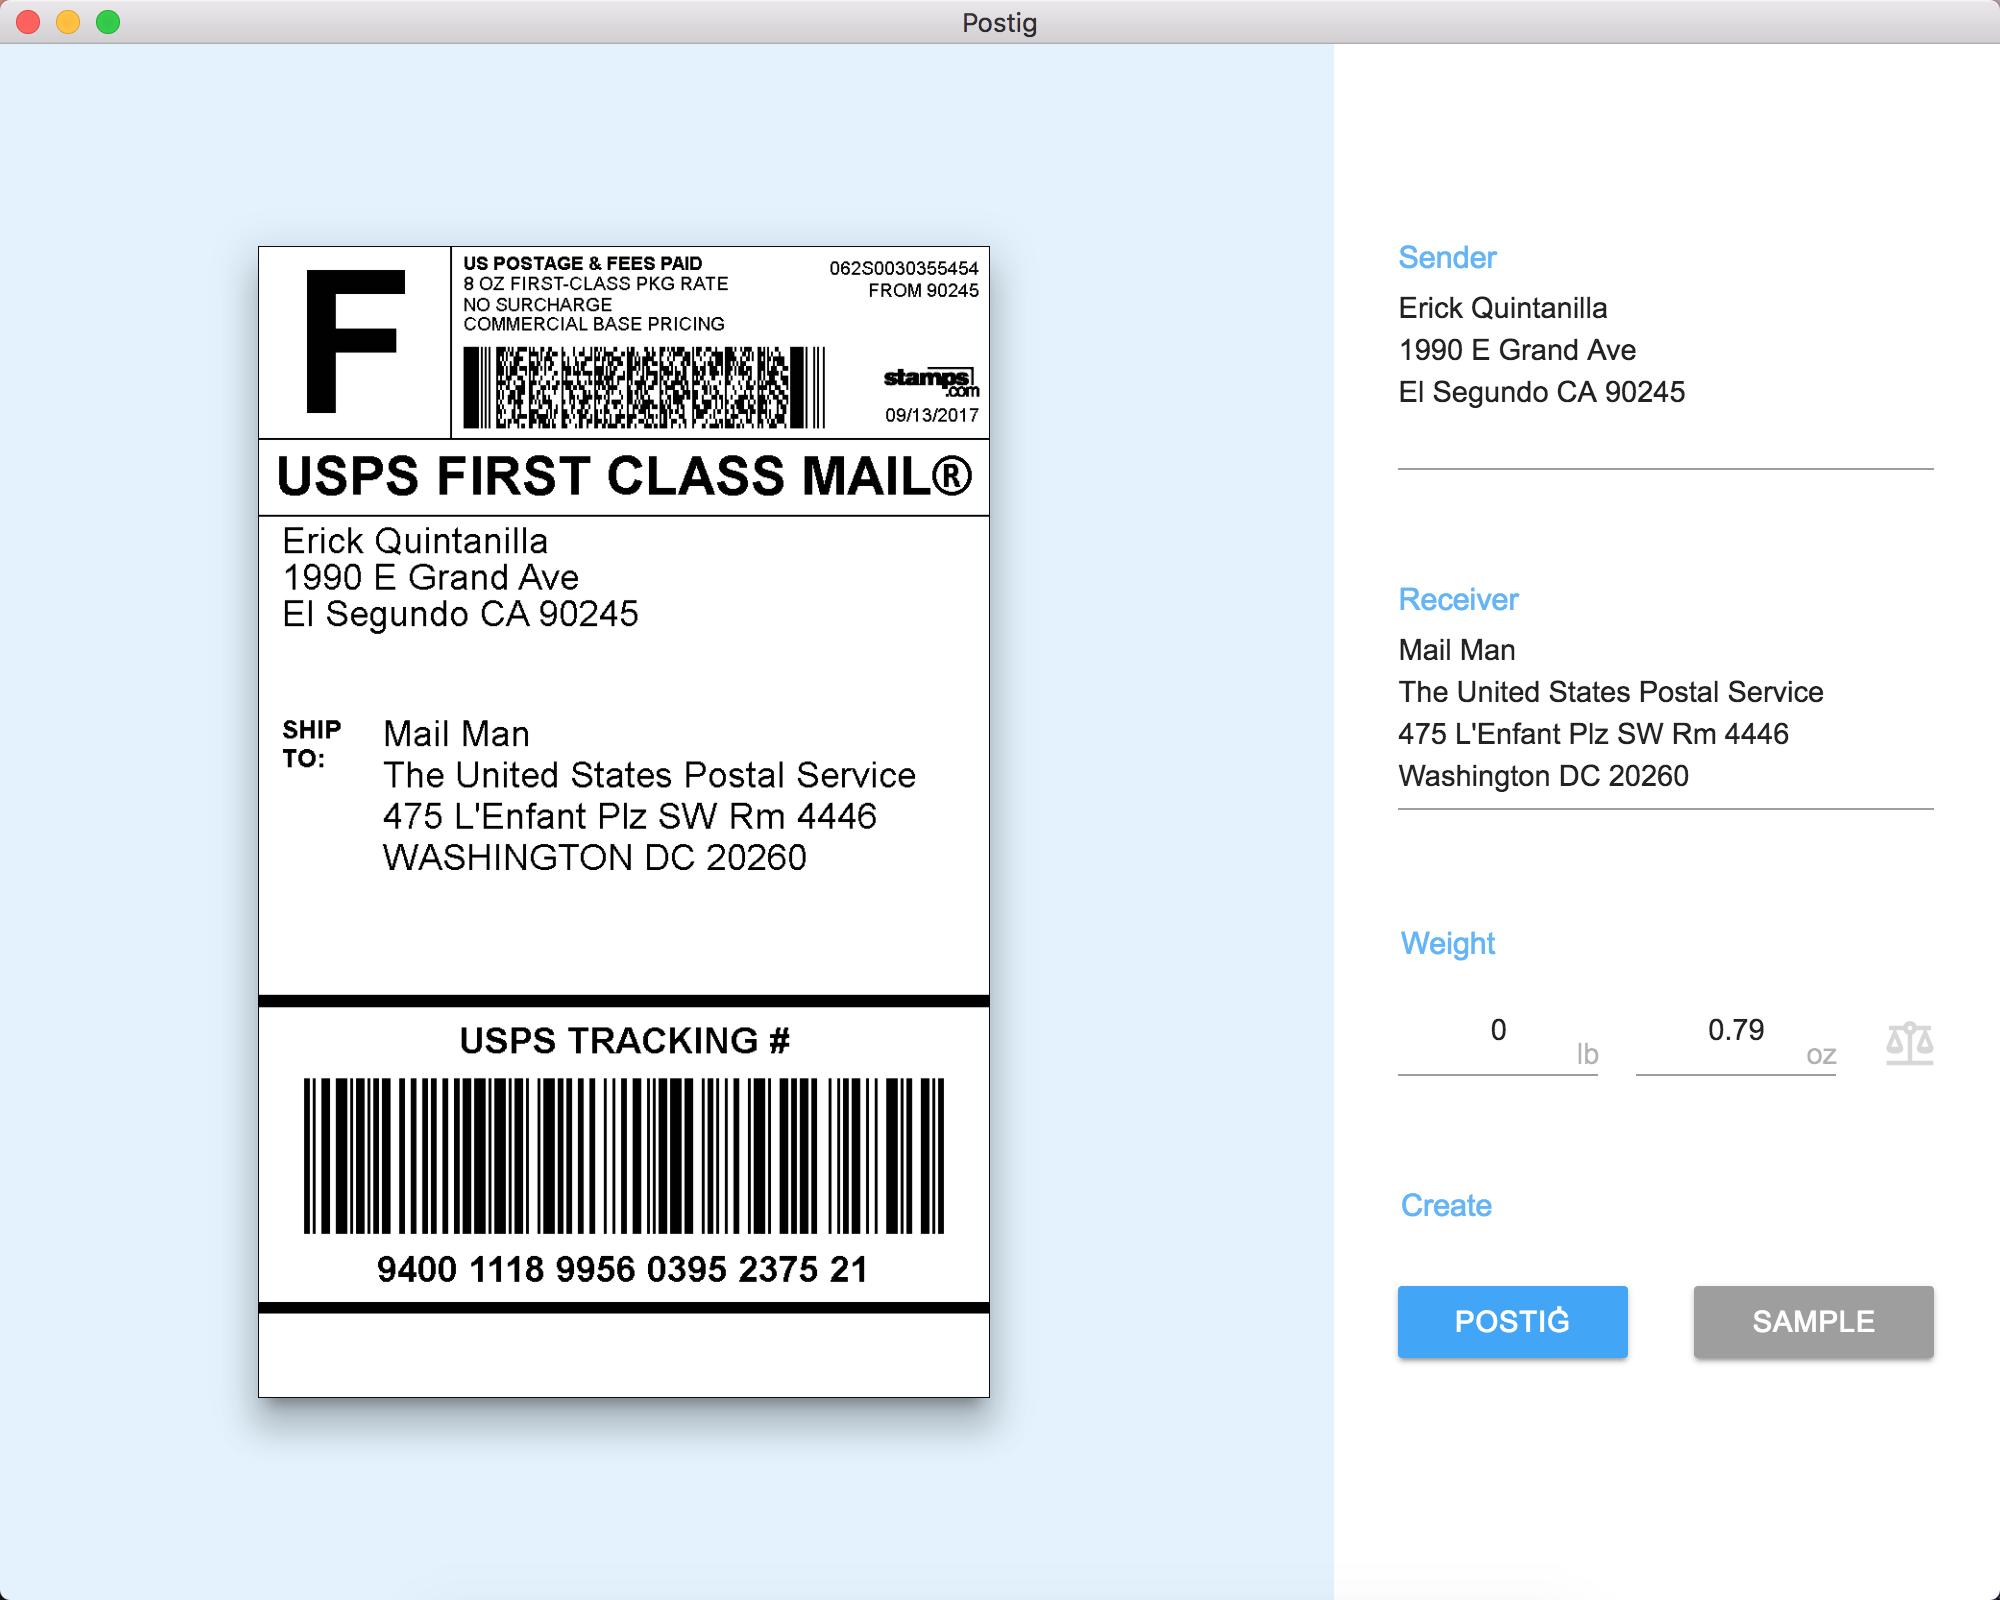 Postig
F
US POSTAGE & FEES PAID
8 OZ FIRST-CLASS PKG RATE
NO SURCHARGE
COMMERCIAL BASE PRICING
062S0030355454
FROM 90245
stamps
.com
09/13/2017
USPS FIRST CLASS MAIL®
Erick Quintanilla
1990 E Grand Ave
El Segundo CA 90245
SHIP
TO:
Mail Man
The United States Postal Service
475 L'Enfant Plz SW Rm 4446
WASHINGTON DC 20260
USPS TRACKING #
9400 1118 9956 0395 2375 21
Sender
Erick Quintanilla
1990 E Grand Ave
El Segundo CA 90245
Receiver
Mail Man
The United States Postal Service
475 L'Enfant Plz SW Rm 4446
Washington DC 20260
Weight
0 lb 0.79 oz
Create
POSTIĠ SAMPLE